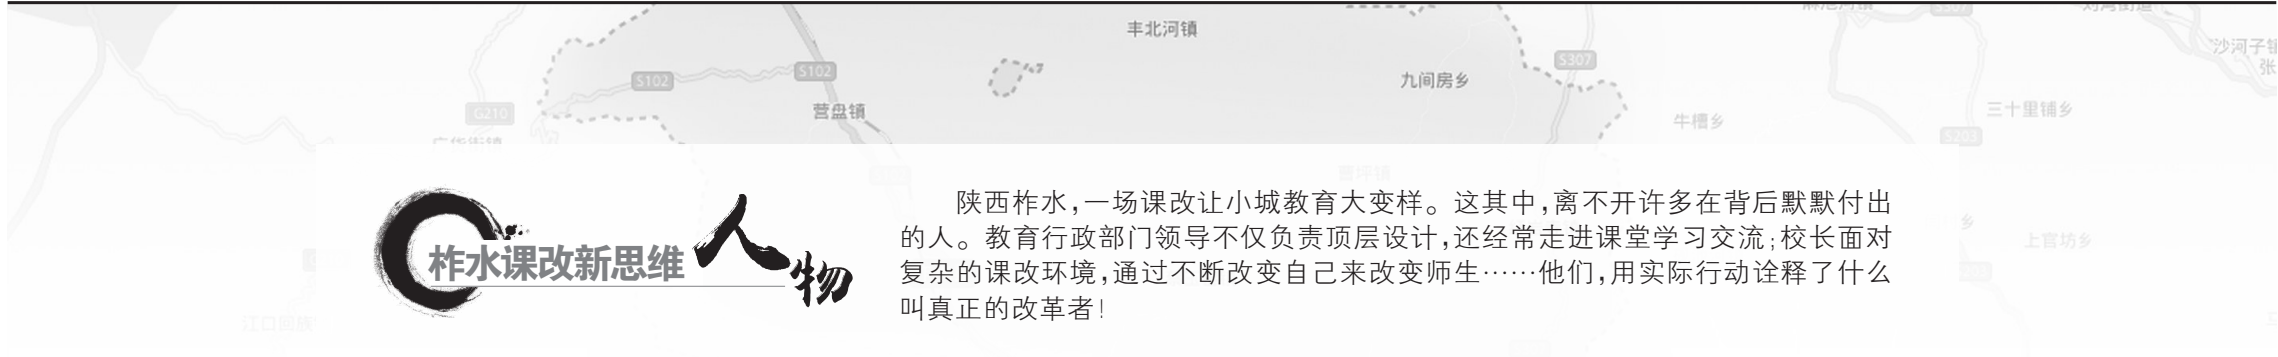 丰北河镇
S307
沙河子镇
张
S102
S102
九间房乡
G210
营盘镇
三十里铺乡
牛槽乡
S203
柞水课改新思维
人物
陕西柞水，一场课改让小城教育大变样。这其中，离不开许多在背后默默付出
的人。教育行政部门领导不仅负责顶层设计，还经常走进课堂学习交流；校长面对
复杂的课改环境，通过不断改变自己来改变师生……他们，用实际行动诠释了什么
叫真正的改革者！
上官坊乡
江口回族